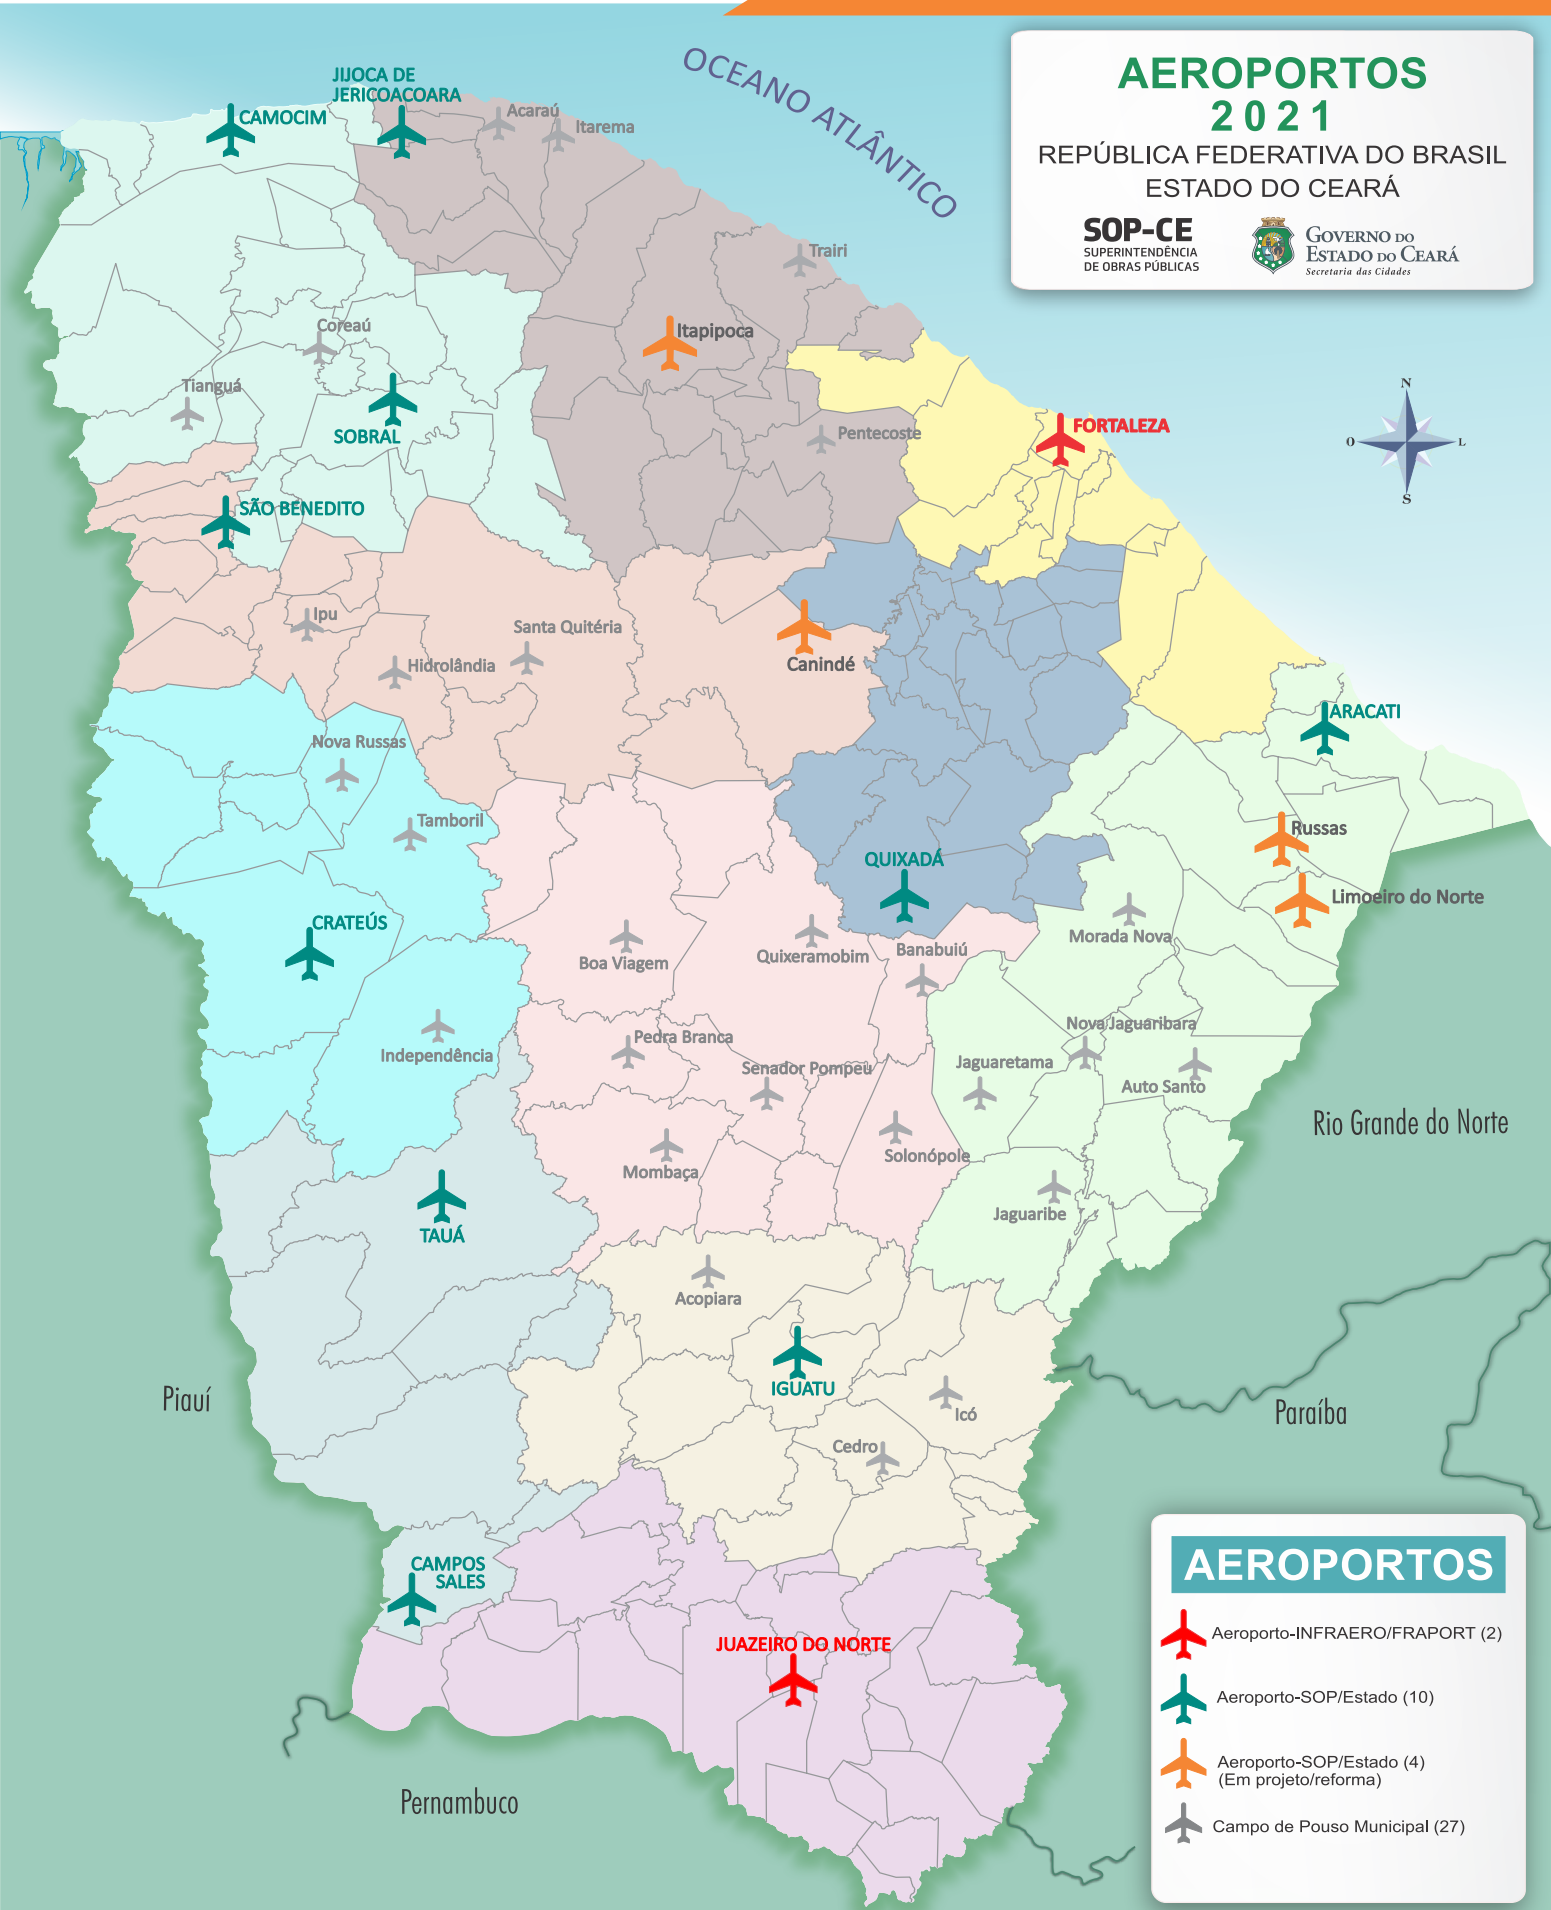 AEROPORTOS
2021
REPÚBLICA FEDERATIVA DO BRASIL
ESTADO DO CEARÁ
SOP-CE
SUPERINTENDÊNCIA
DE OBRAS PÚBLICAS
GOVERNO DO
ESTADO DO CEARÁ
Secretaria das Cidades
OCEANO ATLÂNTICO
JIJOCA DE
JERICOACOARA
CAMOCIM
Acaraú
Itarema
Trairi
Coreaú
Itapipoca
Tianguá
SOBRAL
Pentecoste
FORTALEZA
N
O
L
S
SÃO BENEDITO
Ipu
Santa Quitéria
Hidrolândia
Canindé
ARACATI
Nova Russas
Tamboril
Russas
QUIXADÁ
Limoeiro do Norte
CRATEÚS
Morada Nova
Boa Viagem
Quixeramobim
Banabuiú
Independência
Pedra Branca
Nova Jaguaribara
Senador Pompeu
Jaguaretama
Auto Santo
Rio Grande do Norte
Mombaça
Solonópole
Jaguaribe
TAUÁ
Acopiara
IGUATU
Piauí
Icó
Paraíba
Cedro
CAMPOS
SALES
JUAZEIRO DO NORTE
Pernambuco
AEROPORTOS
Aeroporto-INFRAERO/FRAPORT (2)
Aeroporto-SOP/Estado (10)
Aeroporto-SOP/Estado (4)
(Em projeto/reforma)
Campo de Pouso Municipal (27)